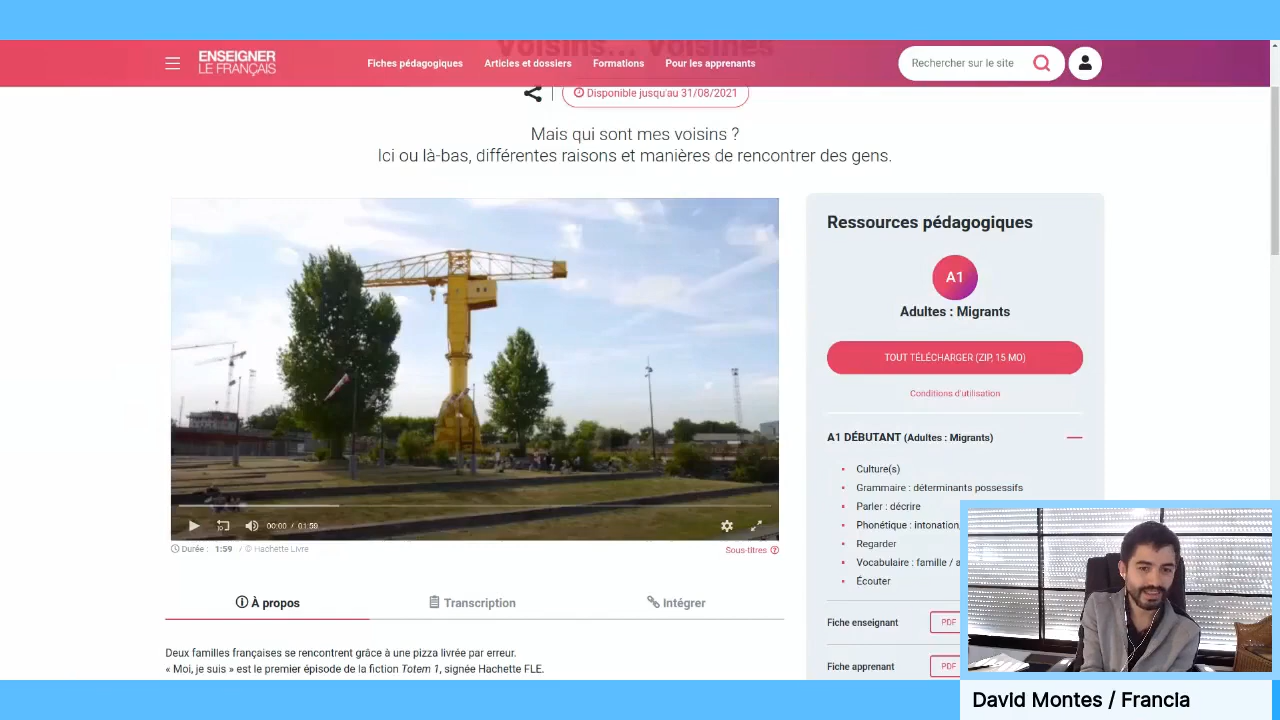 Voisins... Voisines
ENSEIGNER
LE FRANÇAIS
Fiches pédagogiques
Articles et dossiers
Formations
Pour les apprenants
Rechercher sur le site
Disponible jusqu'au 31/08/2021
Mais qui sont mes voisins ?
Ici ou là-bas, différentes raisons et manières de rencontrer des gens.
00:00 / 01:59
Durée : 1:59 / © Hachette Livre
Sous-titres
À propos
Transcription
Intégrer
Deux familles françaises se rencontrent grâce à une pizza livrée par erreur.
« Moi, je suis » est le premier épisode de la fiction Totem 1, signée Hachette FLE.
Ressources pédagogiques
A1
Adultes : Migrants
TOUT TÉLÉCHARGER (ZIP, 15 MO)
Conditions d'utilisation
A1 DÉBUTANT (Adultes : Migrants)
Culture(s)
Grammaire : déterminants possessifs
Parler : décrire
Phonétique : intonation,
Regarder
Vocabulaire : famille / a
Écouter
Fiche enseignant
PDF
Fiche apprenant
PDF
David Montes / Francia